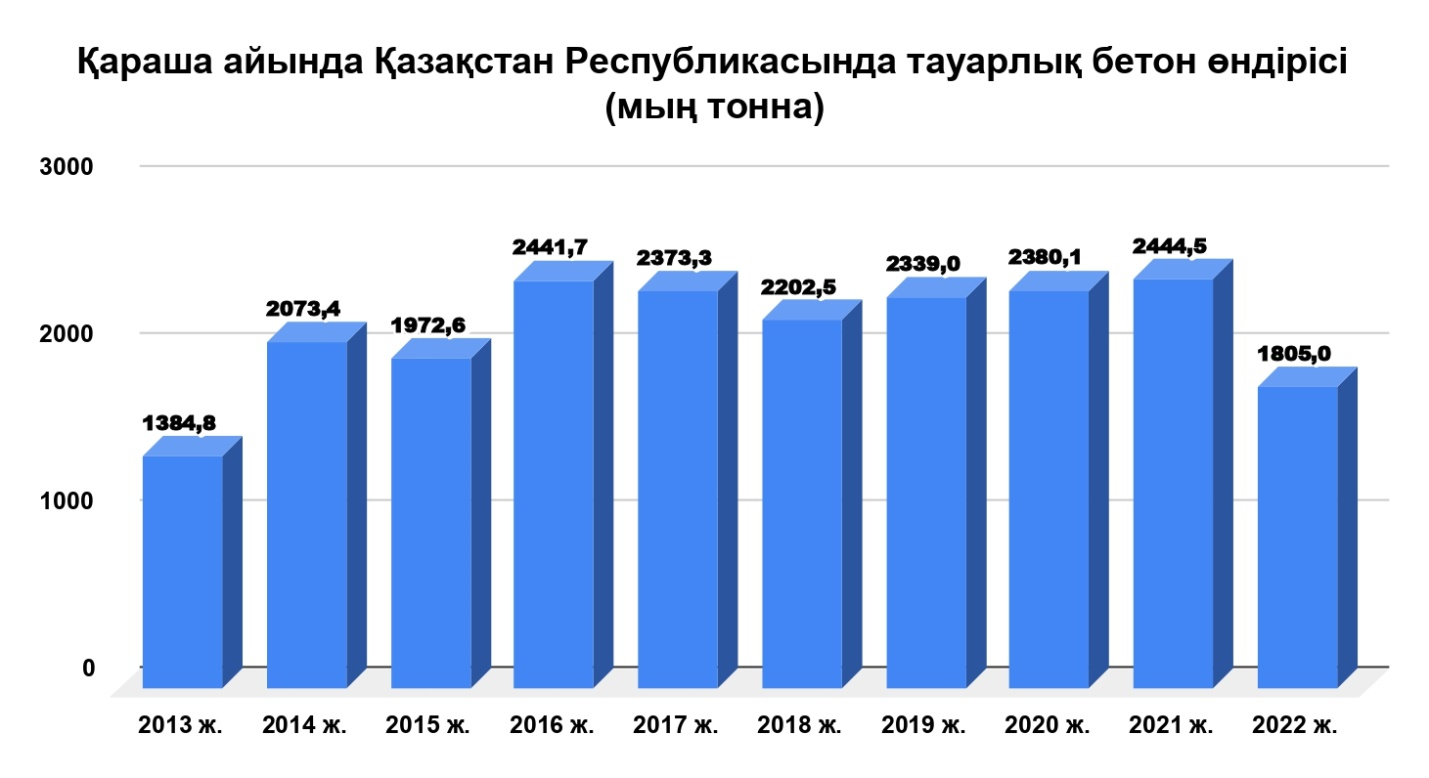 Қараша айында Қазақстан Республикасында тауарлық бетон өндірісі
(мың тонна)
3000
2000
1000
0
1384,8
2073,4
1972,6
2441,7
2373,3
2202,5
2339,0
2380,1
2444,5
1805,0
2013 ж.
2014 ж.
2015 ж.
2016 ж.
2017 ж.
2018 ж.
2019 ж.
2020 ж.
2021 ж.
2022 ж.